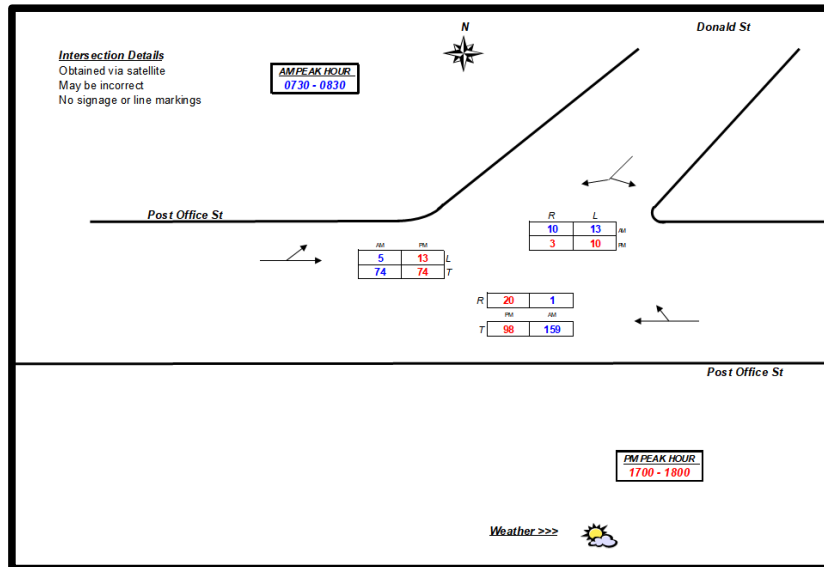 N
Donald St
Intersection Details
Obtained via satellite
May be incorrect
No signage or line markings
AM PEAK HOUR
0730 - 0830
Post Office St
R L
10 13 AM
3 10 PM
AM PM
5 13 L
74 74 T
R 20 1
PM AM
T 98 159
Post Office St
PM PEAK HOUR
1700 - 1800
Weather >>>